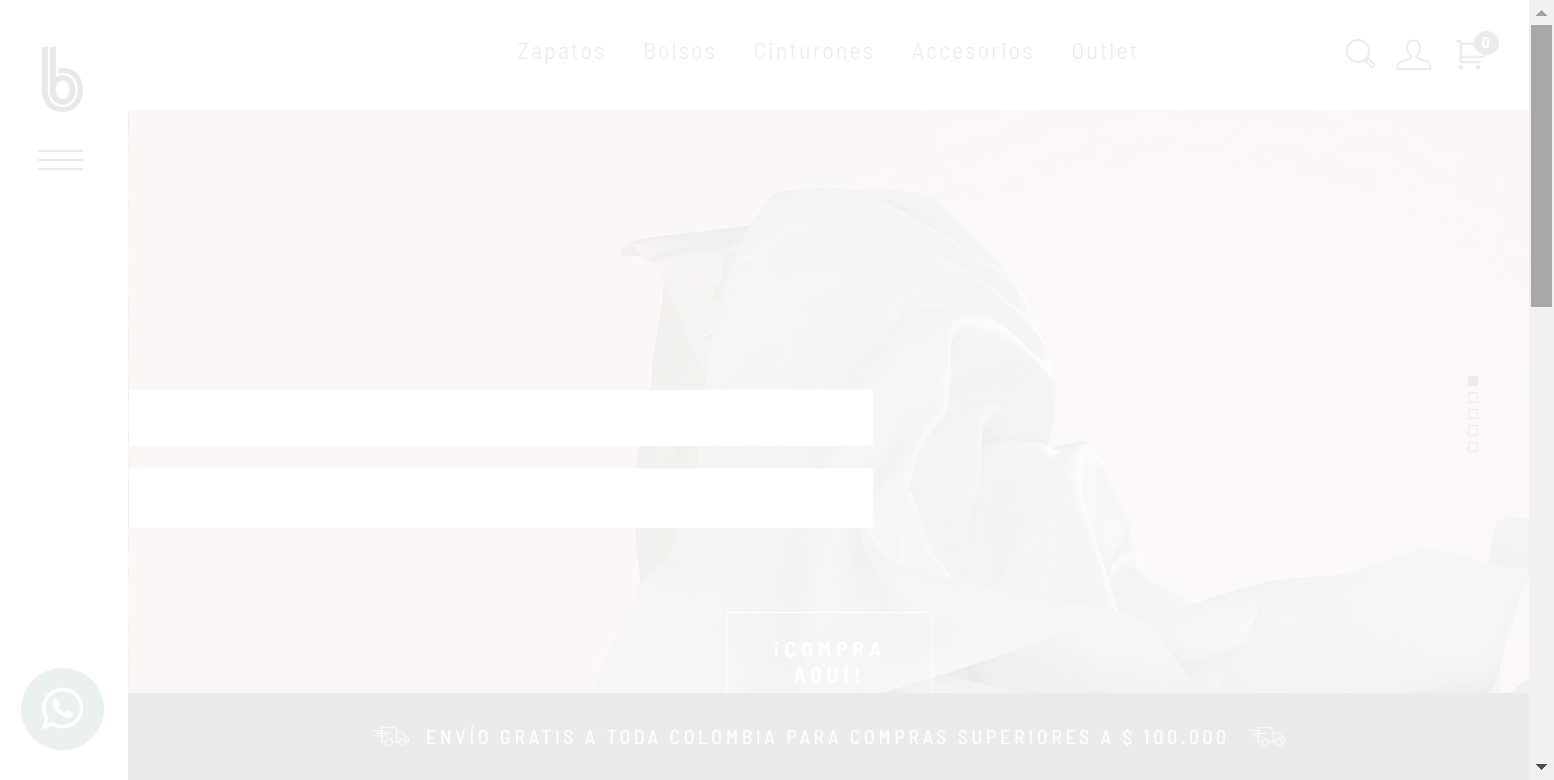 b
Zapatos Bolsos Cinturones Accesorios Outlet
0
¡COMPRA
AQUÍ!
ENVÍO GRATIS A TODA COLOMBIA PARA COMPRAS SUPERIORES A $ 100.000